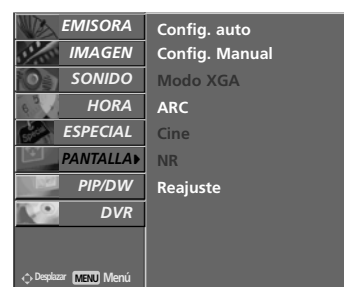 EMISORA
IMAGEN
SONIDO
HORA
ESPECIAL
PANTALLA
PIP/DW
DVR
Desplazar MENU Menú
Config. auto
Config. Manual
Modo XGA
ARC
Cine
NR
Reajuste